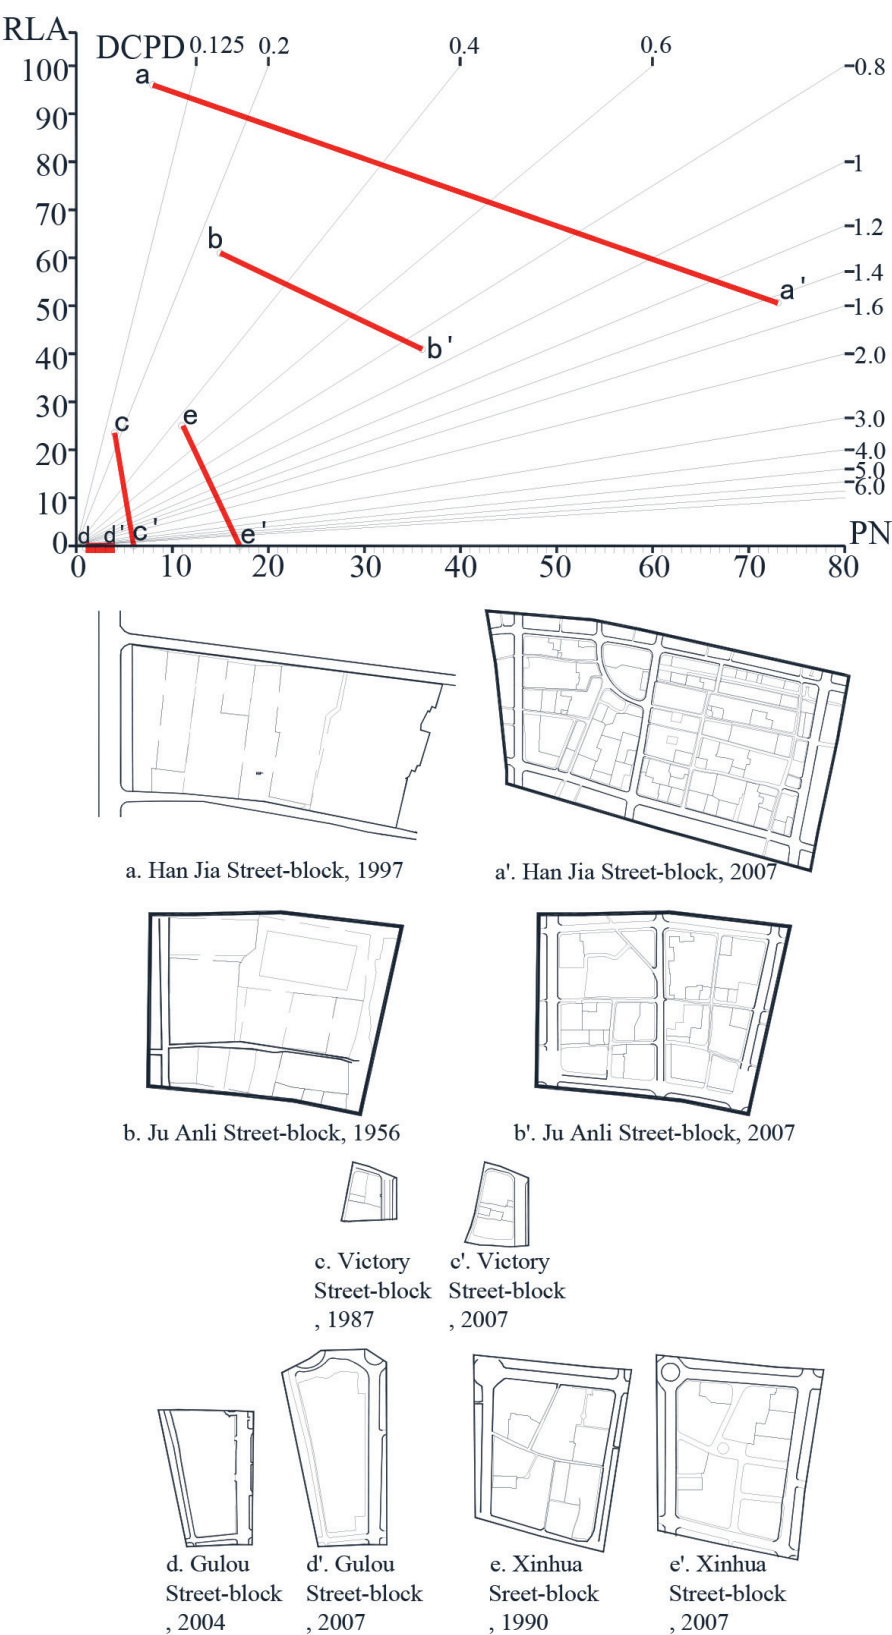 RLA
DCPD 0.125 0.2 0.4 0.6
100
90
80
70
60
50
40
30
20
10
0
0.8
1
1.2
1.4
1.6
2.0
3.0
4.0
5.0
6.0
a
a'
b
b'
c
e
d d' c' e'
PN
0 10 20 30 40 50 60 70 80
a. Han Jia Street-block, 1997
a'. Han Jia Street-block, 2007
b. Ju Anli Street-block, 1956
b'. Ju Anli Street-block, 2007
c. Victory
Street-block
, 1987
c'. Victory
Street-block
, 2007
d. Gulou
Street-block
, 2004
d'. Gulou
Street-block
, 2007
e. Xinhua
Sreet-block
, 1990
e'. Xinhua
Street-block
, 2007